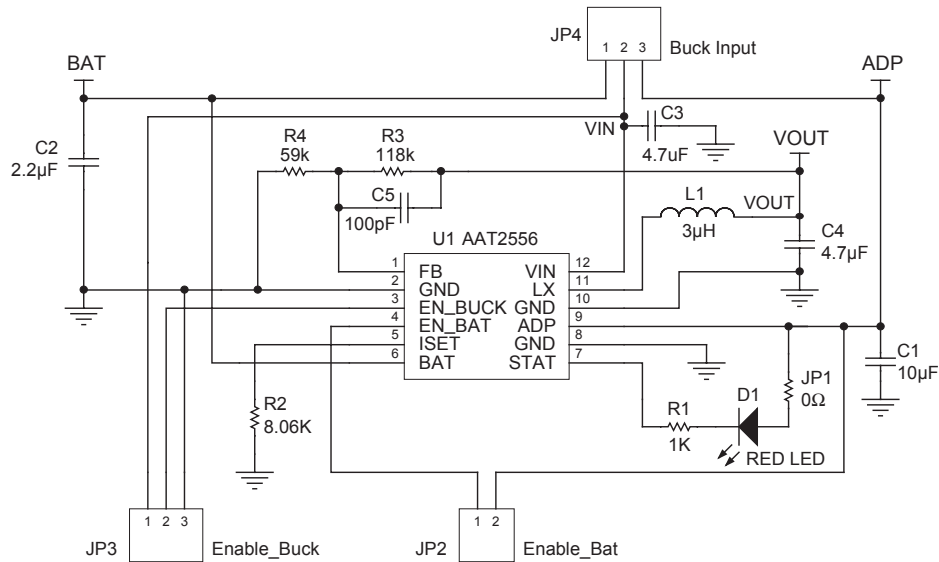 JP4
1 2 3
Buck Input
BAT
ADP
C2
2.2µF
R4
59k
R3
118k
VIN
C3
4.7uF
VOUT
C5
100pF
L1
3µH
VOUT
C4
4.7µF
U1 AAT2556
1 FB
2 GND
3 EN_BUCK
4 EN_BAT
5 ISET
6 BAT
VIN 12
LX 11
GND 10
ADP 9
GND 8
STAT 7
R2
8.06K
R1
1K
D1
RED LED
JP1
0Ω
C1
10µF
1 2 3
JP3
Enable_Buck
1 2
JP2
Enable_Bat